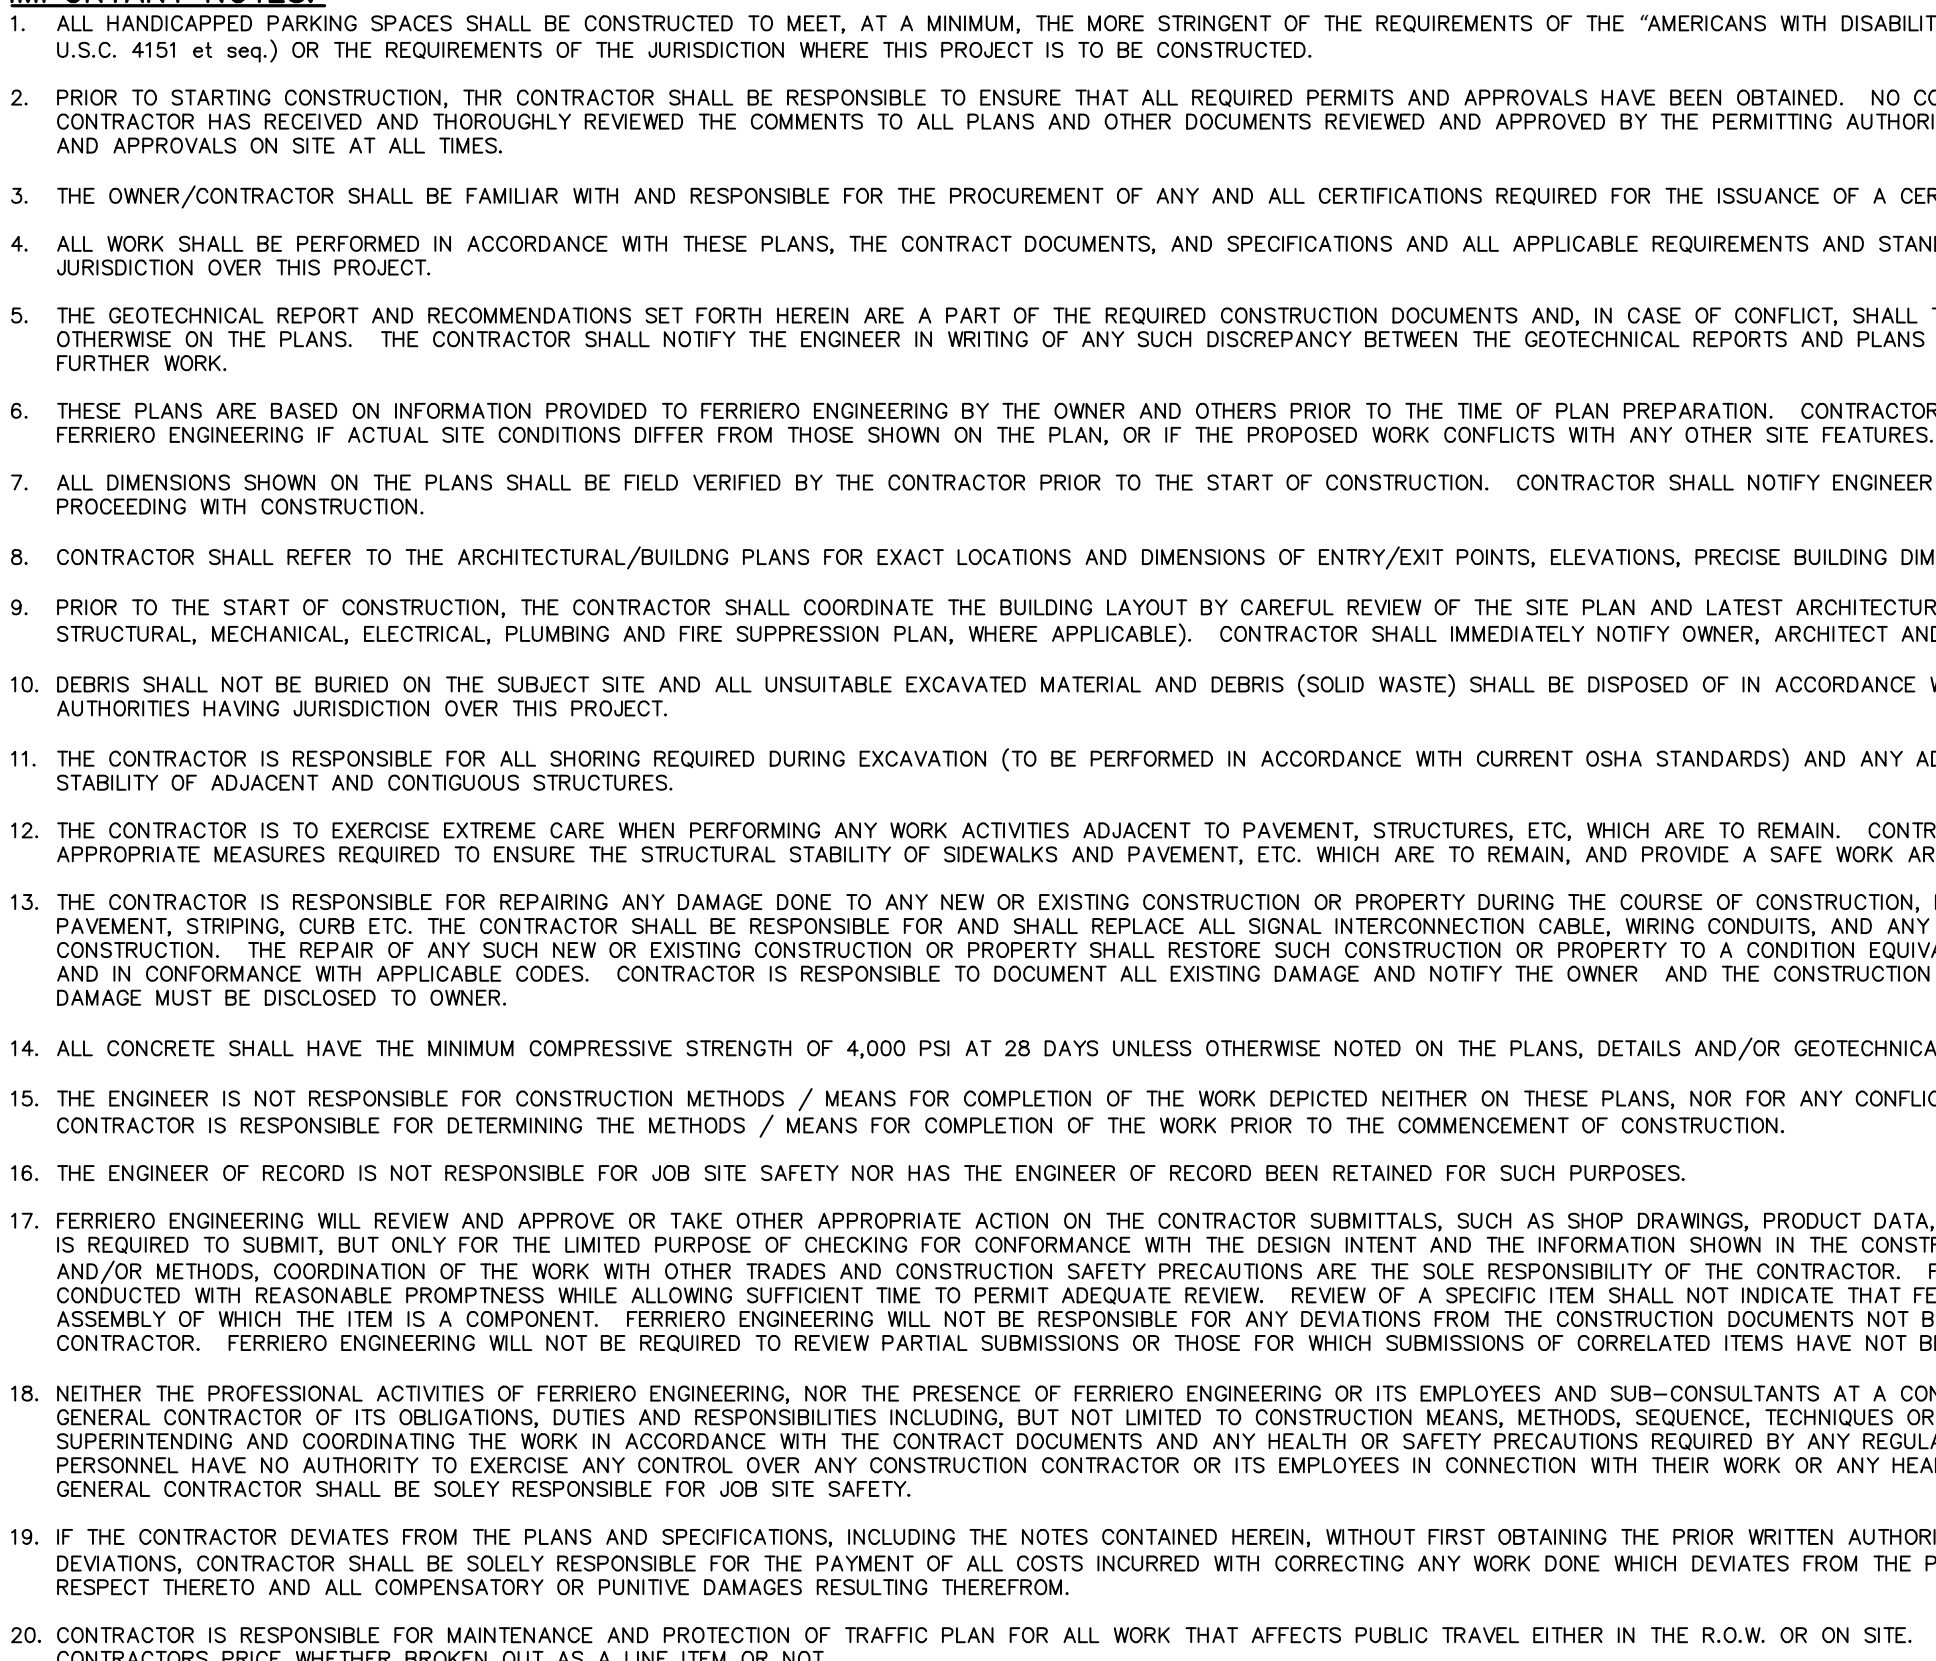 IMPORTANT NOTES:
1. ALL HANDICAPPED PARKING SPACES SHALL BE CONSTRUCTED TO MEET, AT A MINIMUM, THE MORE STRINGENT OF THE REQUIREMENTS OF THE “AMERICANS WITH DISABILIT
U.S.C. 4151 et seq.) OR THE REQUIREMENTS OF THE JURISDICTION WHERE THIS PROJECT IS TO BE CONSTRUCTED.
2. PRIOR TO STARTING CONSTRUCTION, THR CONTRACTOR SHALL BE RESPONSIBLE TO ENSURE THAT ALL REQUIRED PERMITS AND APPROVALS HAVE BEEN OBTAINED. NO CO
CONTRACTOR HAS RECEIVED AND THOROUGHLY REVIEWED THE COMMENTS TO ALL PLANS AND OTHER DOCUMENTS REVIEWED AND APPROVED BY THE PERMITTING AUTHORI
AND APPROVALS ON SITE AT ALL TIMES.
3. THE OWNER/CONTRACTOR SHALL BE FAMILIAR WITH AND RESPONSIBLE FOR THE PROCUREMENT OF ANY AND ALL CERTIFICATIONS REQUIRED FOR THE ISSUANCE OF A CER
4. ALL WORK SHALL BE PERFORMED IN ACCORDANCE WITH THESE PLANS, THE CONTRACT DOCUMENTS, AND SPECIFICATIONS AND ALL APPLICABLE REQUIREMENTS AND STAN
JURISDICTION OVER THIS PROJECT.
5. THE GEOTECHNICAL REPORT AND RECOMMENDATIONS SET FORTH HEREIN ARE A PART OF THE REQUIRED CONSTRUCTION DOCUMENTS AND, IN CASE OF CONFLICT, SHALL
OTHERWISE ON THE PLANS. THE CONTRACTOR SHALL NOTIFY THE ENGINEER IN WRITING OF ANY SUCH DISCREPANCY BETWEEN THE GEOTECHNICAL REPORTS AND PLANS
FURTHER WORK.
6. THESE PLANS ARE BASED ON INFORMATION PROVIDED TO FERRIERO ENGINEERING BY THE OWNER AND OTHERS PRIOR TO THE TIME OF PLAN PREPARATION. CONTRACTOR
FERRIERO ENGINEERING IF ACTUAL SITE CONDITIONS DIFFER FROM THOSE SHOWN ON THE PLAN, OR IF THE PROPOSED WORK CONFLICTS WITH ANY OTHER SITE FEATURES.
7. ALL DIMENSIONS SHOWN ON THE PLANS SHALL BE FIELD VERIFIED BY THE CONTRACTOR PRIOR TO THE START OF CONSTRUCTION. CONTRACTOR SHALL NOTIFY ENGINEER
PROCEEDING WITH CONSTRUCTION.
8. CONTRACTOR SHALL REFER TO THE ARCHITECTURAL/BUILDNG PLANS FOR EXACT LOCATIONS AND DIMENSIONS OF ENTRY/EXIT POINTS, ELEVATIONS, PRECISE BUILDING DIM
9. PRIOR TO THE START OF CONSTRUCTION, THE CONTRACTOR SHALL COORDINATE THE BUILDING LAYOUT BY CAREFUL REVIEW OF THE SITE PLAN AND LATEST ARCHITECTUR
STRUCTURAL, MECHANICAL, ELECTRICAL, PLUMBING AND FIRE SUPPRESSION PLAN, WHERE APPLICABLE). CONTRACTOR SHALL IMMEDIATELY NOTIFY OWNER, ARCHITECT AND
10. DEBRIS SHALL NOT BE BURIED ON THE SUBJECT SITE AND ALL UNSUITABLE EXCAVATED MATERIAL AND DEBRIS (SOLID WASTE) SHALL BE DISPOSED OF IN ACCORDANCE
AUTHORITIES HAVING JURISDICTION OVER THIS PROJECT.
11. THE CONTRACTOR IS RESPONSIBLE FOR ALL SHORING REQUIRED DURING EXCAVATION (TO BE PERFORMED IN ACCORDANCE WITH CURRENT OSHA STANDARDS) AND ANY AD
STABILITY OF ADJACENT AND CONTIGUOUS STRUCTURES.
12. THE CONTRACTOR IS TO EXERCISE EXTREME CARE WHEN PERFORMING ANY WORK ACTIVITIES ADJACENT TO PAVEMENT, STRUCTURES, ETC, WHICH ARE TO REMAIN. CONTR
APPROPRIATE MEASURES REQUIRED TO ENSURE THE STRUCTURAL STABILITY OF SIDEWALKS AND PAVEMENT, ETC. WHICH ARE TO REMAIN, AND PROVIDE A SAFE WORK AR
13. THE CONTRACTOR IS RESPONSIBLE FOR REPAIRING ANY DAMAGE DONE TO ANY NEW OR EXISTING CONSTRUCTION OR PROPERTY DURING THE COURSE OF CONSTRUCTION,
PAVEMENT, STRIPING, CURB ETC. THE CONTRACTOR SHALL BE RESPONSIBLE FOR AND SHALL REPLACE ALL SIGNAL INTERCONNECTION CABLE, WIRING CONDUITS, AND ANY
CONSTRUCTION. THE REPAIR OF ANY SUCH NEW OR EXISTING CONSTRUCTION OR PROPERTY SHALL RESTORE SUCH CONSTRUCTION OR PROPERTY TO A CONDITION EQUIVA
AND IN CONFORMANCE WITH APPLICABLE CODES. CONTRACTOR IS RESPONSIBLE TO DOCUMENT ALL EXISTING DAMAGE AND NOTIFY THE OWNER AND THE CONSTRUCTION
DAMAGE MUST BE DISCLOSED TO OWNER.
14. ALL CONCRETE SHALL HAVE THE MINIMUM COMPRESSIVE STRENGTH OF 4,000 PSI AT 28 DAYS UNLESS OTHERWISE NOTED ON THE PLANS, DETAILS AND/OR GEOTECHNICA
15. THE ENGINEER IS NOT RESPONSIBLE FOR CONSTRUCTION METHODS / MEANS FOR COMPLETION OF THE WORK DEPICTED NEITHER ON THESE PLANS, NOR FOR ANY CONFLIC
CONTRACTOR IS RESPONSIBLE FOR DETERMINING THE METHODS / MEANS FOR COMPLETION OF THE WORK PRIOR TO THE COMMENCEMENT OF CONSTRUCTION.
16. THE ENGINEER OF RECORD IS NOT RESPONSIBLE FOR JOB SITE SAFETY NOR HAS THE ENGINEER OF RECORD BEEN RETAINED FOR SUCH PURPOSES.
17. FERRIERO ENGINEERING WILL REVIEW AND APPROVE OR TAKE OTHER APPROPRIATE ACTION ON THE CONTRACTOR SUBMITTALS, SUCH AS SHOP DRAWINGS, PRODUCT DATA,
IS REQUIRED TO SUBMIT, BUT ONLY FOR THE LIMITED PURPOSE OF CHECKING FOR CONFORMANCE WITH THE DESIGN INTENT AND THE INFORMATION SHOWN IN THE CONSTR
AND/OR METHODS, COORDINATION OF THE WORK WITH OTHER TRADES AND CONSTRUCTION SAFETY PRECAUTIONS ARE THE SOLE RESPONSIBILITY OF THE CONTRACTOR. F
CONDUCTED WITH REASONABLE PROMPTNESS WHILE ALLOWING SUFFICIENT TIME TO PERMIT ADEQUATE REVIEW. REVIEW OF A SPECIFIC ITEM SHALL NOT INDICATE THAT FE
ASSEMBLY OF WHICH THE ITEM IS A COMPONENT. FERRIERO ENGINEERING WILL NOT BE RESPONSIBLE FOR ANY DEVIATIONS FROM THE CONSTRUCTION DOCUMENTS NOT B
CONTRACTOR. FERRIERO ENGINEERING WILL NOT BE REQUIRED TO REVIEW PARTIAL SUBMISSIONS OR THOSE FOR WHICH SUBMISSIONS OF CORRELATED ITEMS HAVE NOT BE
18. NEITHER THE PROFESSIONAL ACTIVITIES OF FERRIERO ENGINEERING, NOR THE PRESENCE OF FERRIERO ENGINEERING OR ITS EMPLOYEES AND SUB-CONSULTANTS AT A CON
GENERAL CONTRACTOR OF ITS OBLIGATIONS, DUTIES AND RESPONSIBILITIES INCLUDING, BUT NOT LIMITED TO CONSTRUCTION MEANS, METHODS, SEQUENCE, TECHNIQUES OR
SUPERINTENDING AND COORDINATING THE WORK IN ACCORDANCE WITH THE CONTRACT DOCUMENTS AND ANY HEALTH OR SAFETY PRECAUTIONS REQUIRED BY ANY REGULA
PERSONNEL HAVE NO AUTHORITY TO EXERCISE ANY CONTROL OVER ANY CONSTRUCTION CONTRACTOR OR ITS EMPLOYEES IN CONNECTION WITH THEIR WORK OR ANY HEAL
GENERAL CONTRACTOR SHALL BE SOLEY RESPONSIBLE FOR JOB SITE SAFETY.
19. IF THE CONTRACTOR DEVIATES FROM THE PLANS AND SPECIFICATIONS, INCLUDING THE NOTES CONTAINED HEREIN, WITHOUT FIRST OBTAINING THE PRIOR WRITTEN AUTHORI
DEVIATIONS, CONTRACTOR SHALL BE SOLELY RESPONSIBLE FOR THE PAYMENT OF ALL COSTS INCURRED WITH CORRECTING ANY WORK DONE WHICH DEVIATES FROM THE P
RESPECT THERETO AND ALL COMPENSATORY OR PUNITIVE DAMAGES RESULTING THEREFROM.
20. CONTRACTOR IS RESPONSIBLE FOR MAINTENANCE AND PROTECTION OF TRAFFIC PLAN FOR ALL WORK THAT AFFECTS PUBLIC TRAVEL EITHER IN THE R.O.W. OR ON SITE.
CONTRACTORS PRICE WHETHER BROKEN OUT AS A LINE ITEM OR NOT